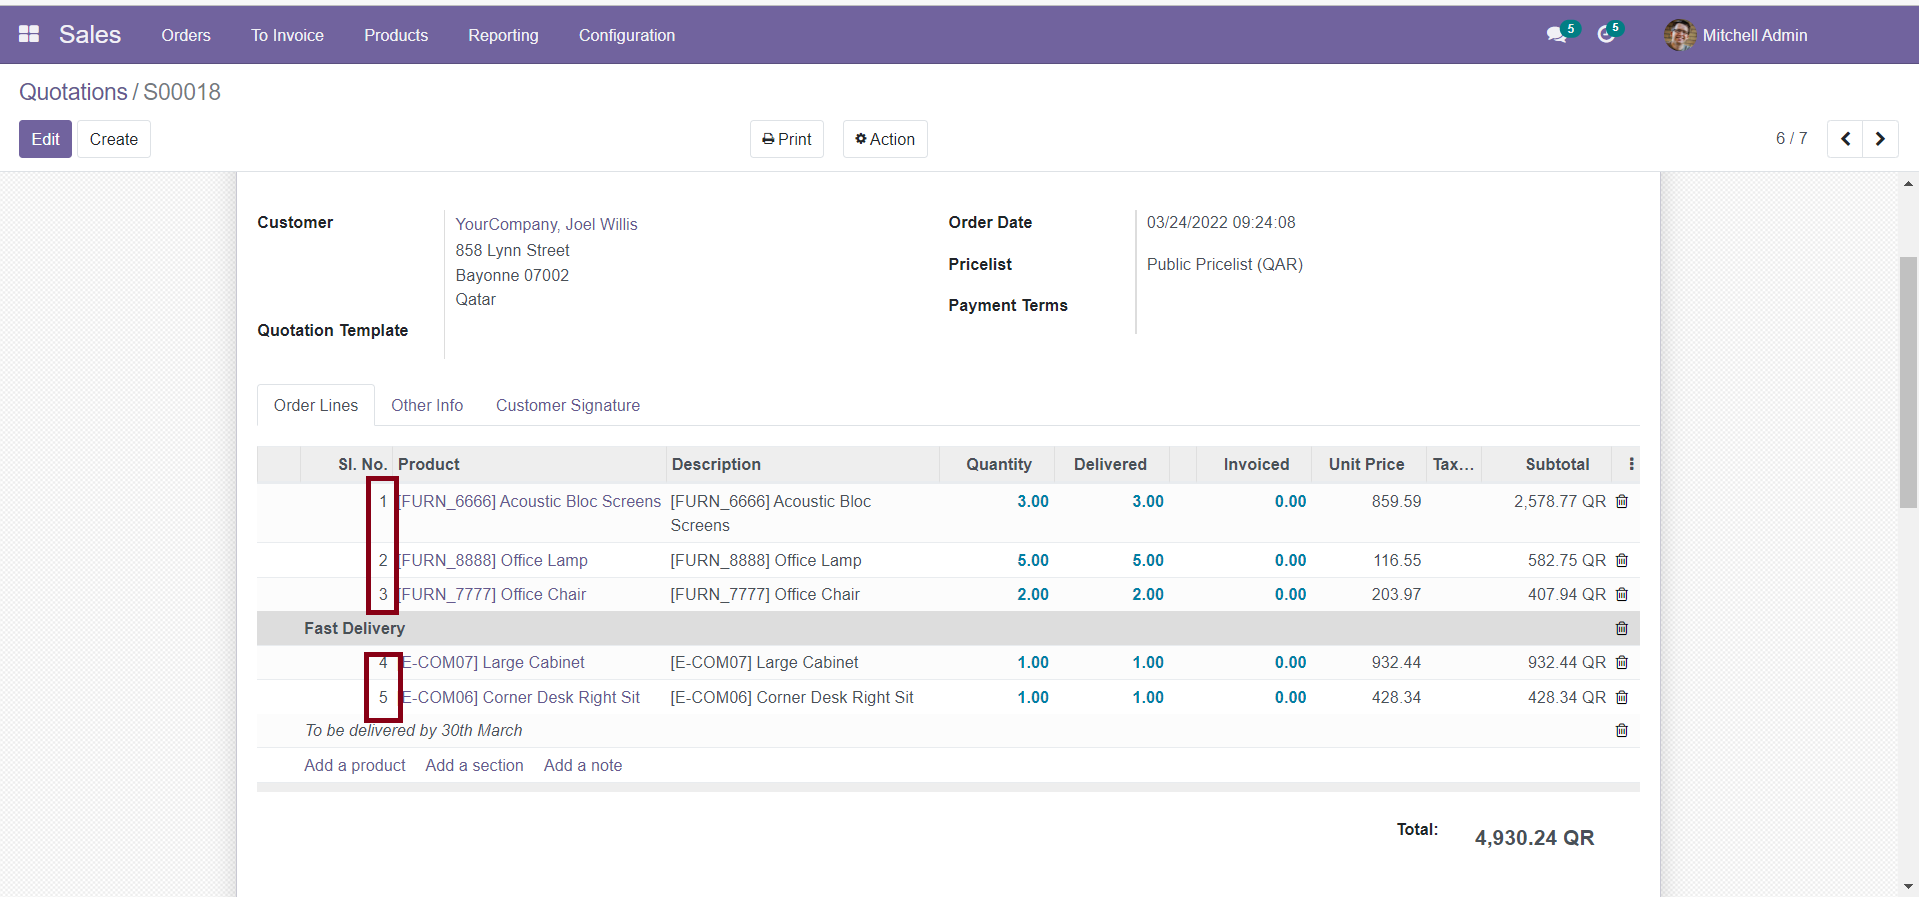 Sales Orders To Invoice Products Reporting Configuration 5 5 Mitchell Admin
Quotations / S00018
Edit Create Print Action 6 / 7
Customer YourCompany, Joel Willis Order Date 03/24/2022 09:24:08
858 Lynn Street
Pricelist Public Pricelist (QAR)
Bayonne 07002
Qatar
Payment Terms
Quotation Template
Order Lines Other Info Customer Signature
Sl. No. Product Description Quantity Delivered Invoiced Unit Price Tax... Subtotal
1 [FURN_6666] Acoustic Bloc Screens [FURN_6666] Acoustic Bloc 3.00 3.00 0.00 859.59 2,578.77 QR
Screens
2 [FURN_8888] Office Lamp [FURN_8888] Office Lamp 5.00 5.00 0.00 116.55 582.75 QR
3 [FURN_7777] Office Chair [FURN_7777] Office Chair 2.00 2.00 0.00 203.97 407.94 QR
Fast Delivery
4 [E-COM07] Large Cabinet [E-COM07] Large Cabinet 1.00 1.00 0.00 932.44 932.44 QR
5 [E-COM06] Corner Desk Right Sit [E-COM06] Corner Desk Right Sit 1.00 1.00 0.00 428.34 428.34 QR
To be delivered by 30th March
Add a product Add a section Add a note
Total: 4,930.24 QR